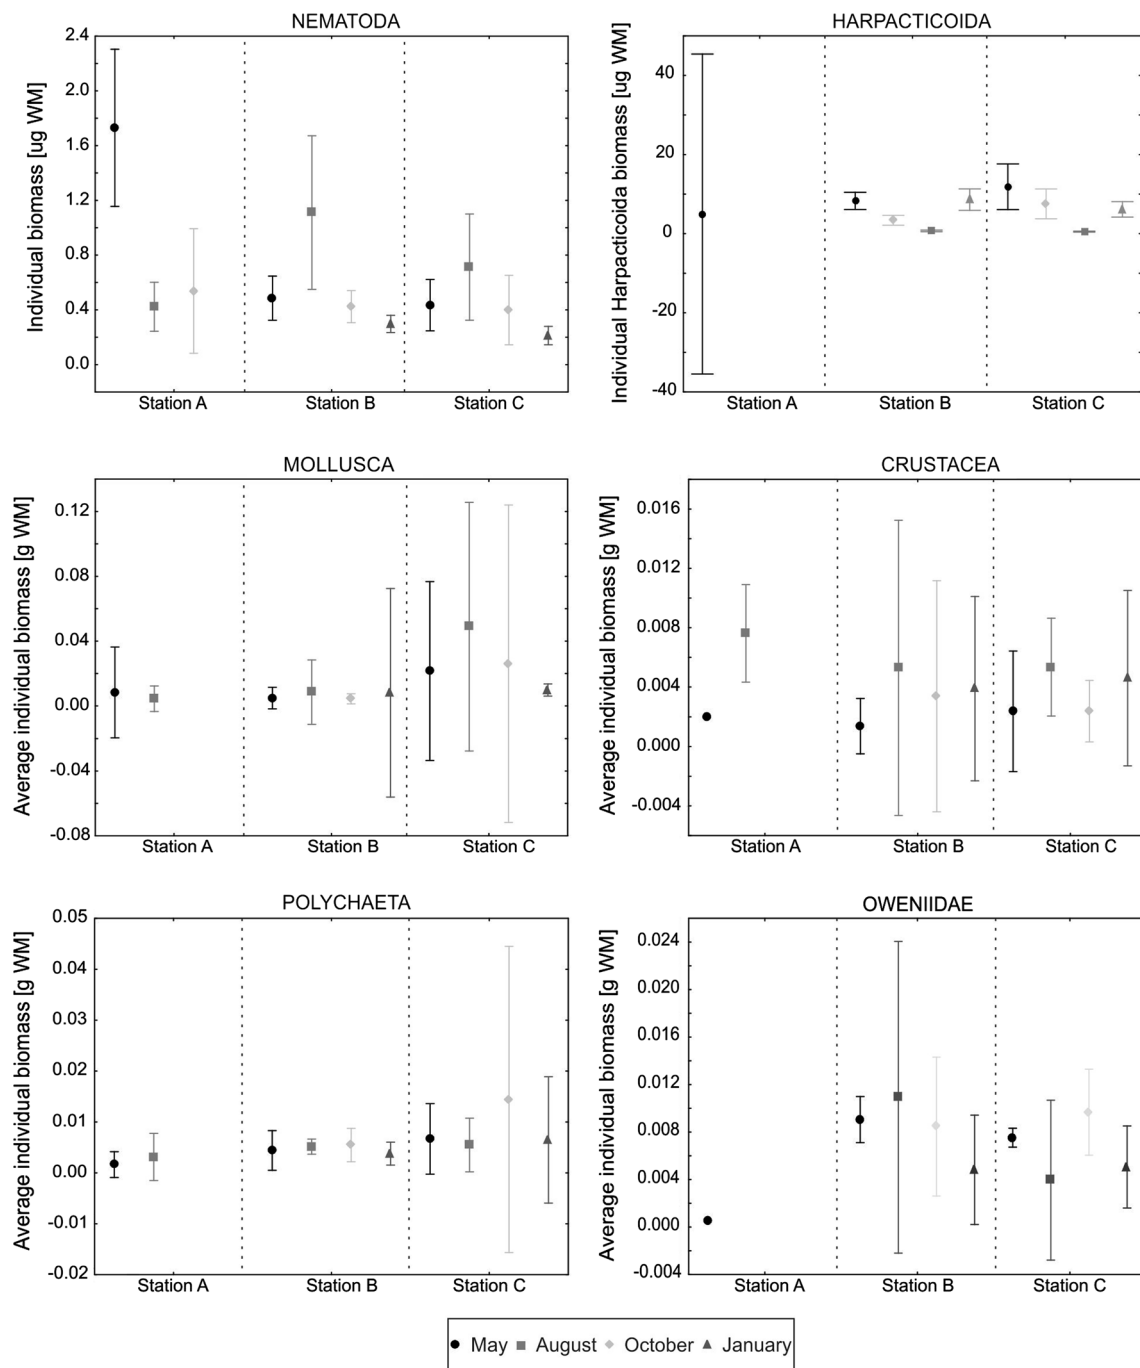 NEMATODA
Individual biomass [ug WM]
2.4
2.0
1.6
1.2
0.8
0.4
0.0
Station A Station B Station C
HARPACTICOIDA
Individual Harpacticoida biomass [ug WM]
40
20
0
-20
-40
Station A Station B Station C
MOLLUSCA
Average individual biomass [g WM]
0.12
0.08
0.04
0.00
-0.04
-0.08
Station A Station B Station C
CRUSTACEA
Average individual biomass [g WM]
0.016
0.012
0.008
0.004
0.000
-0.004
Station A Station B Station C
POLYCHAETA
Average individual biomass [g WM]
0.05
0.04
0.03
0.02
0.01
0.00
-0.01
-0.02
Station A Station B Station C
OWENIIDAE
Average individual biomass [g WM]
0.024
0.020
0.016
0.012
0.008
0.004
0.000
-0.004
Station A Station B Station C
May August October January